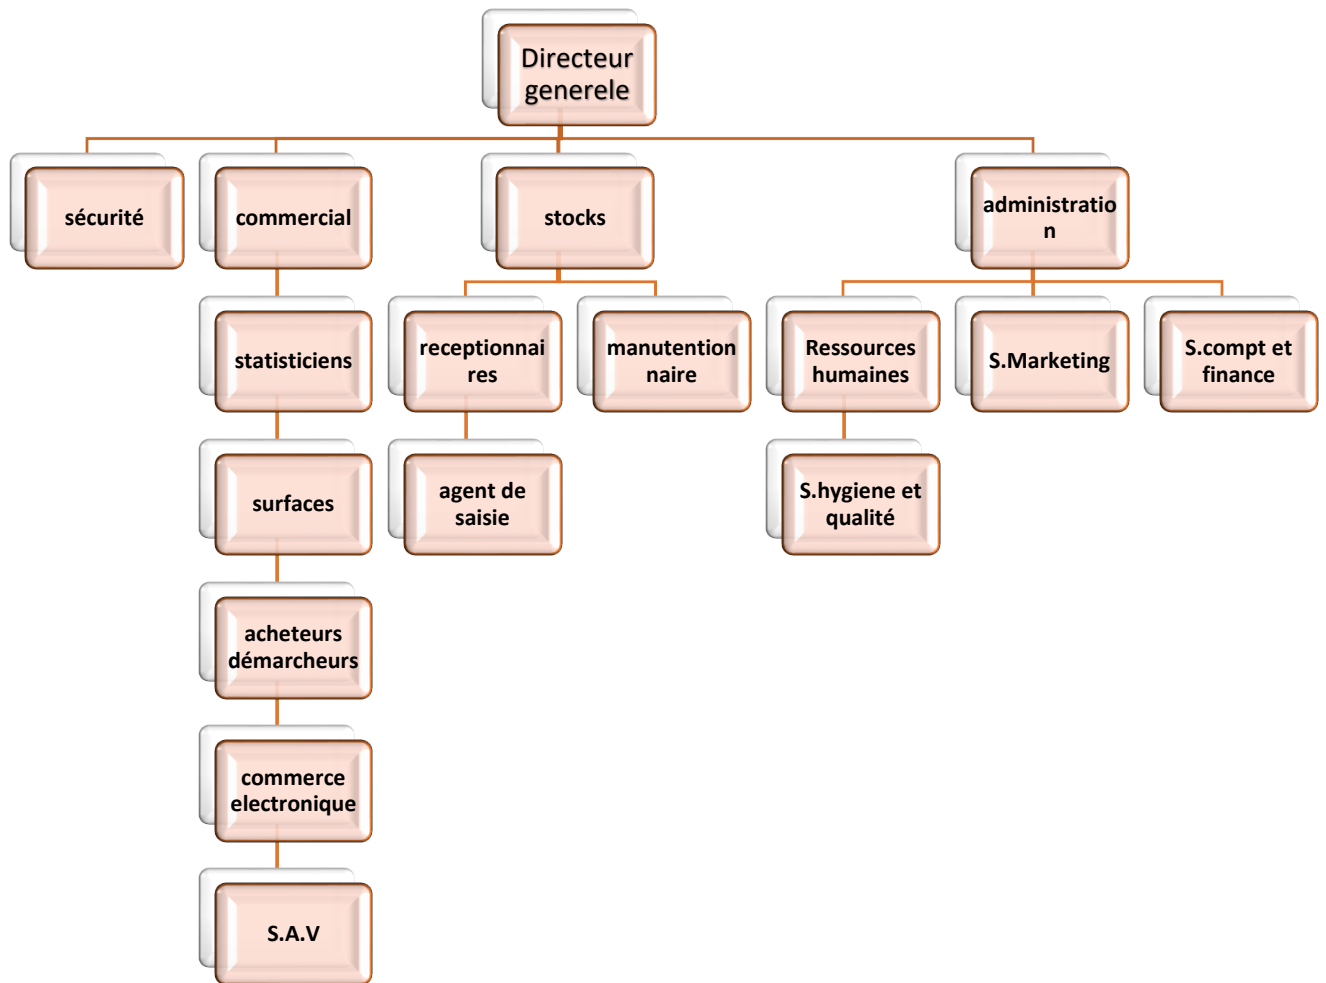 Directeur
generele
sécurité
commercial
stocks
administratio
n
statisticiens
receptionnai
res
manutention
naire
Ressources
humaines
S.Marketing
S.compt et
finance
surfaces
agent de
saisie
S.hygiene et
qualité
acheteurs
démarcheurs
commerce
electronique
S.A.V